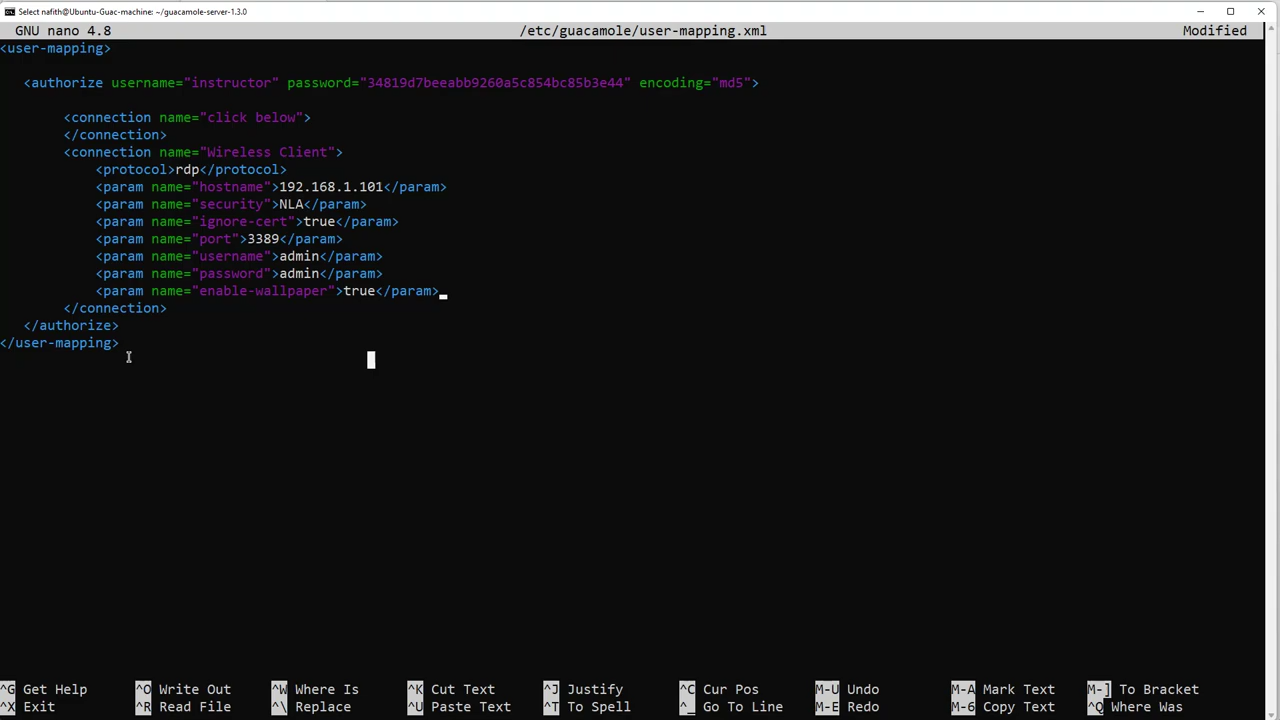 Select nafith@Ubuntu-Guac-machine: ~/guacamole-server-1.3.0
GNU nano 4.8 /etc/guacamole/user-mapping.xml Modified
<user-mapping>
<authorize username="instructor" password="34819d7beeabb9260a5c854bc85b3e44" encoding="md5">
<connection name="click below">
</connection>
<connection name="Wireless Client">
<protocol>rdp</protocol>
<param name="hostname">192.168.1.101</param>
<param name="security">NLA</param>
<param name="ignore-cert">true</param>
<param name="port">3389</param>
<param name="username">admin</param>
<param name="password">admin</param>
<param name="enable-wallpaper">true</param>
</connection>
</authorize>
</user-mapping>
^G Get Help ^O Write Out ^W Where Is ^K Cut Text ^J Justify ^C Cur Pos M-U Undo M-A Mark Text M-] To Bracket
^X Exit ^R Read File ^\ Replace ^U Paste Text ^T To Spell ^_ Go To Line M-E Redo M-6 Copy Text ^Q Where Was